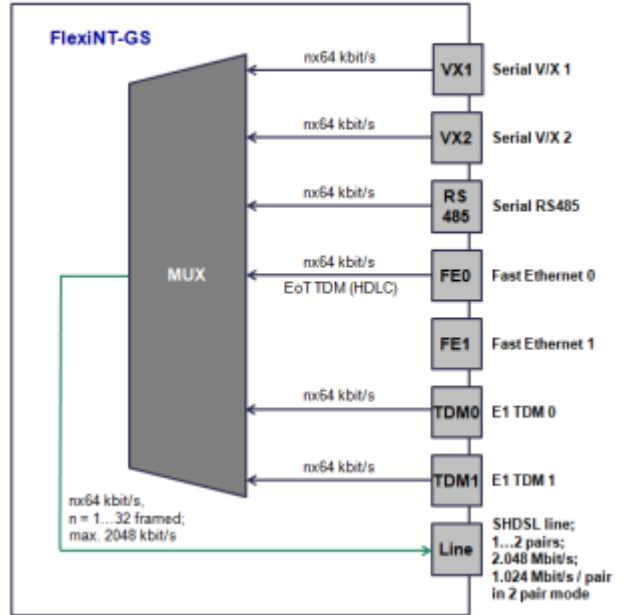 FlexiNT-GS
nx64 kbit/s
VX1
Serial V/X 1
nx64 kbit/s
VX2
Serial V/X 2
nx64 kbit/s
RS
485
Serial RS485
MUX
nx64 kbit/s
EoT TDM (HDLC)
FE0
Fast Ethernet 0
FE1
Fast Ethernet 1
nx64 kbit/s
TDM0
E1 TDM 0
nx64 kbit/s
TDM1
E1 TDM 1
nx64 kbit/s,
n = 1...32 framed;
max. 2048 kbit/s
Line
SHDSL line;
1...2 pairs;
2.048 Mbit/s;
1.024 Mbit/s / pair
in 2 pair mode